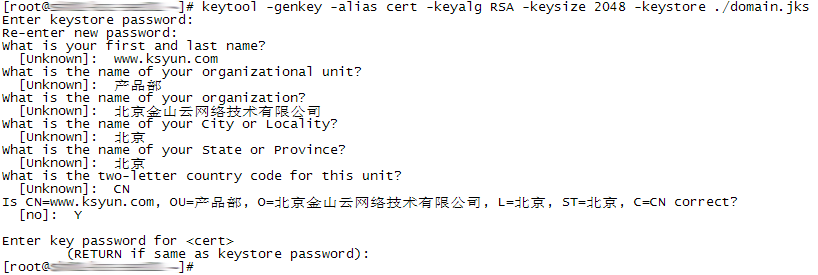 [root@ ]# keytool -genkey -alias cert -keyalg RSA -keysize 2048 -keystore ./domain.jks
Enter keystore password:
Re-enter new password:
What is your first and last name?
[Unknown]: www.ksyun.com
What is the name of your organizational unit?
[Unknown]: 产品部
What is the name of your organization?
[Unknown]: 北京金山云网络技术有限公司
What is the name of your City or Locality?
[Unknown]: 北京
What is the name of your State or Province?
[Unknown]: 北京
What is the two-letter country code for this unit?
[Unknown]: CN
Is CN=www.ksyun.com, OU=产品部, O=北京金山云网络技术有限公司, L=北京, ST=北京, C=CN correct?
[no]: Y
Enter key password for <cert>
(RETURN if same as keystore password):
[root@ ]#